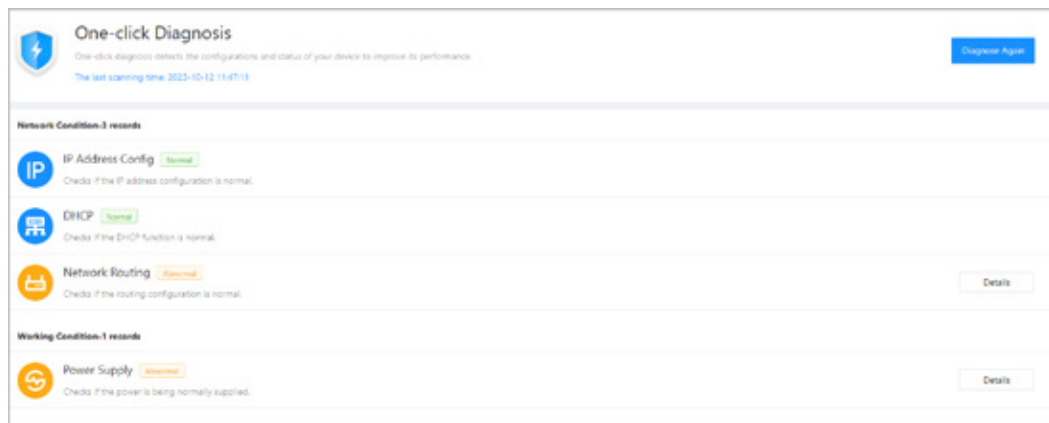 One-click Diagnosis
One-click diagnosis detects the configurations and status of your device to improve its performance.
Diagnose Again
The last scanning time: 2023-10-12 11:47:11
Network Condition-3 records
IP
IP Address Config Normal
Checks if the IP address configuration is normal.
DHCP Normal
Checks if the DHCP function is normal.
Network Routing Abnormal
Checks if the routing configuration is normal.
Details
Working Condition-1 records
Power Supply Abnormal
Checks if the power is being normally supplied.
Details